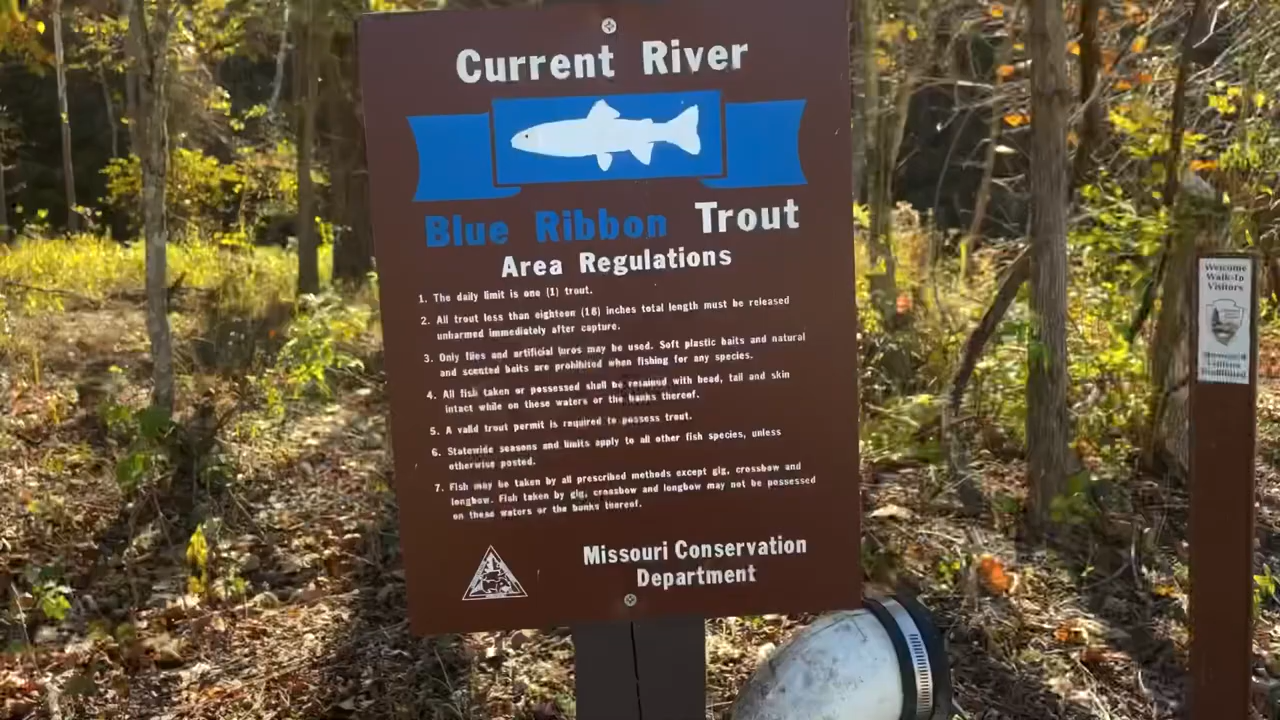 Current River
Blue Ribbon Trout
Area Regulations
1. The daily limit is one (1) trout.
2. All trout less than eighteen (18) inches total length must be released
unharmed immediately after capture.
3. Only flies and artificial lures may be used. Soft plastic baits and natural
and scented baits are prohibited when fishing for any species.
4. All fish taken or possessed shall be retained with head, tail and skin
intact while on these waters or the banks thereof.
5. A valid trout permit is required to possess trout.
6. Statewide seasons and limits apply to all other fish species, unless
otherwise posted.
7. Fish may be taken by all prescribed methods except gig, crossbow and
longbow. Fish taken by gig, crossbow and longbow may not be possessed
on these waters or the banks thereof.
Missouri Conservation
Department
Welcome
Walk-In
Visitors